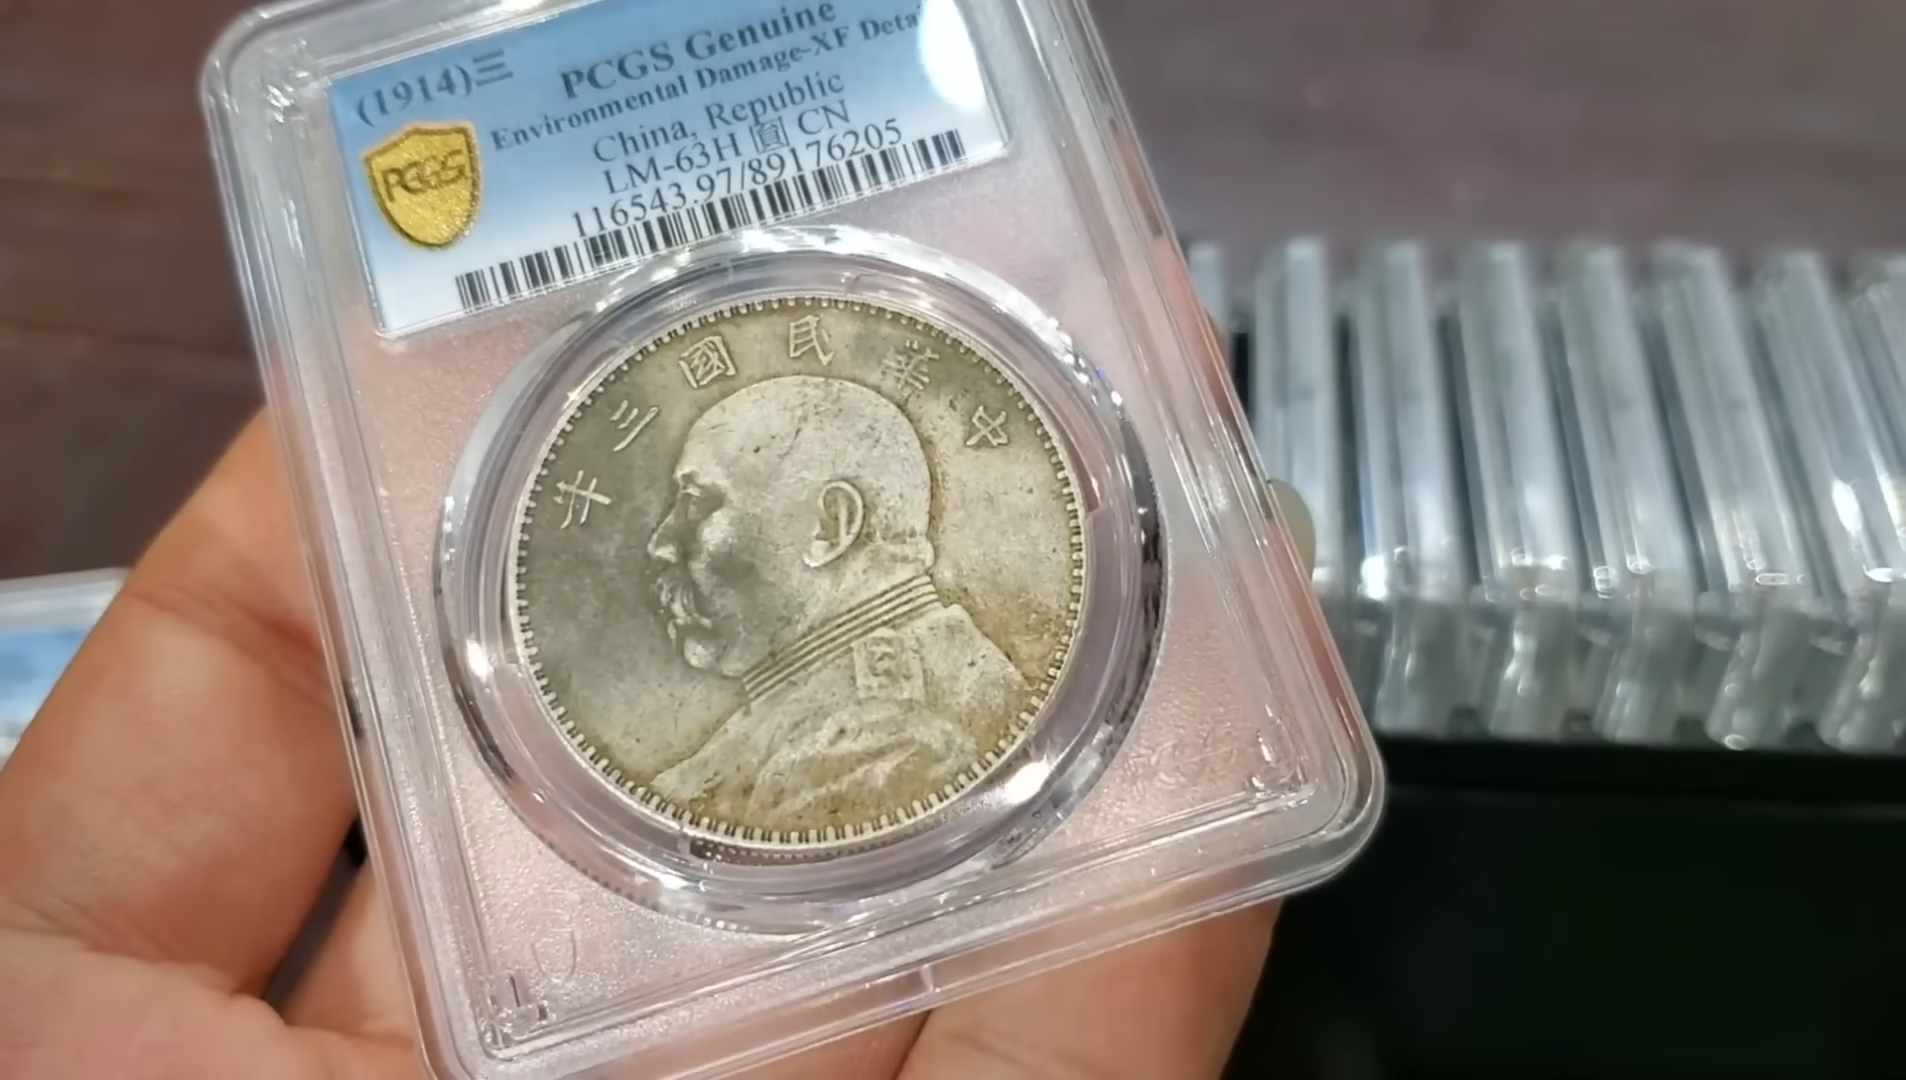 (1914)三
PCGS Genuine
Environmental Damage-XF Detai
China, Republic
LM-63H 圓 CN
116543.97/89176205
PCGS
年三國民華中